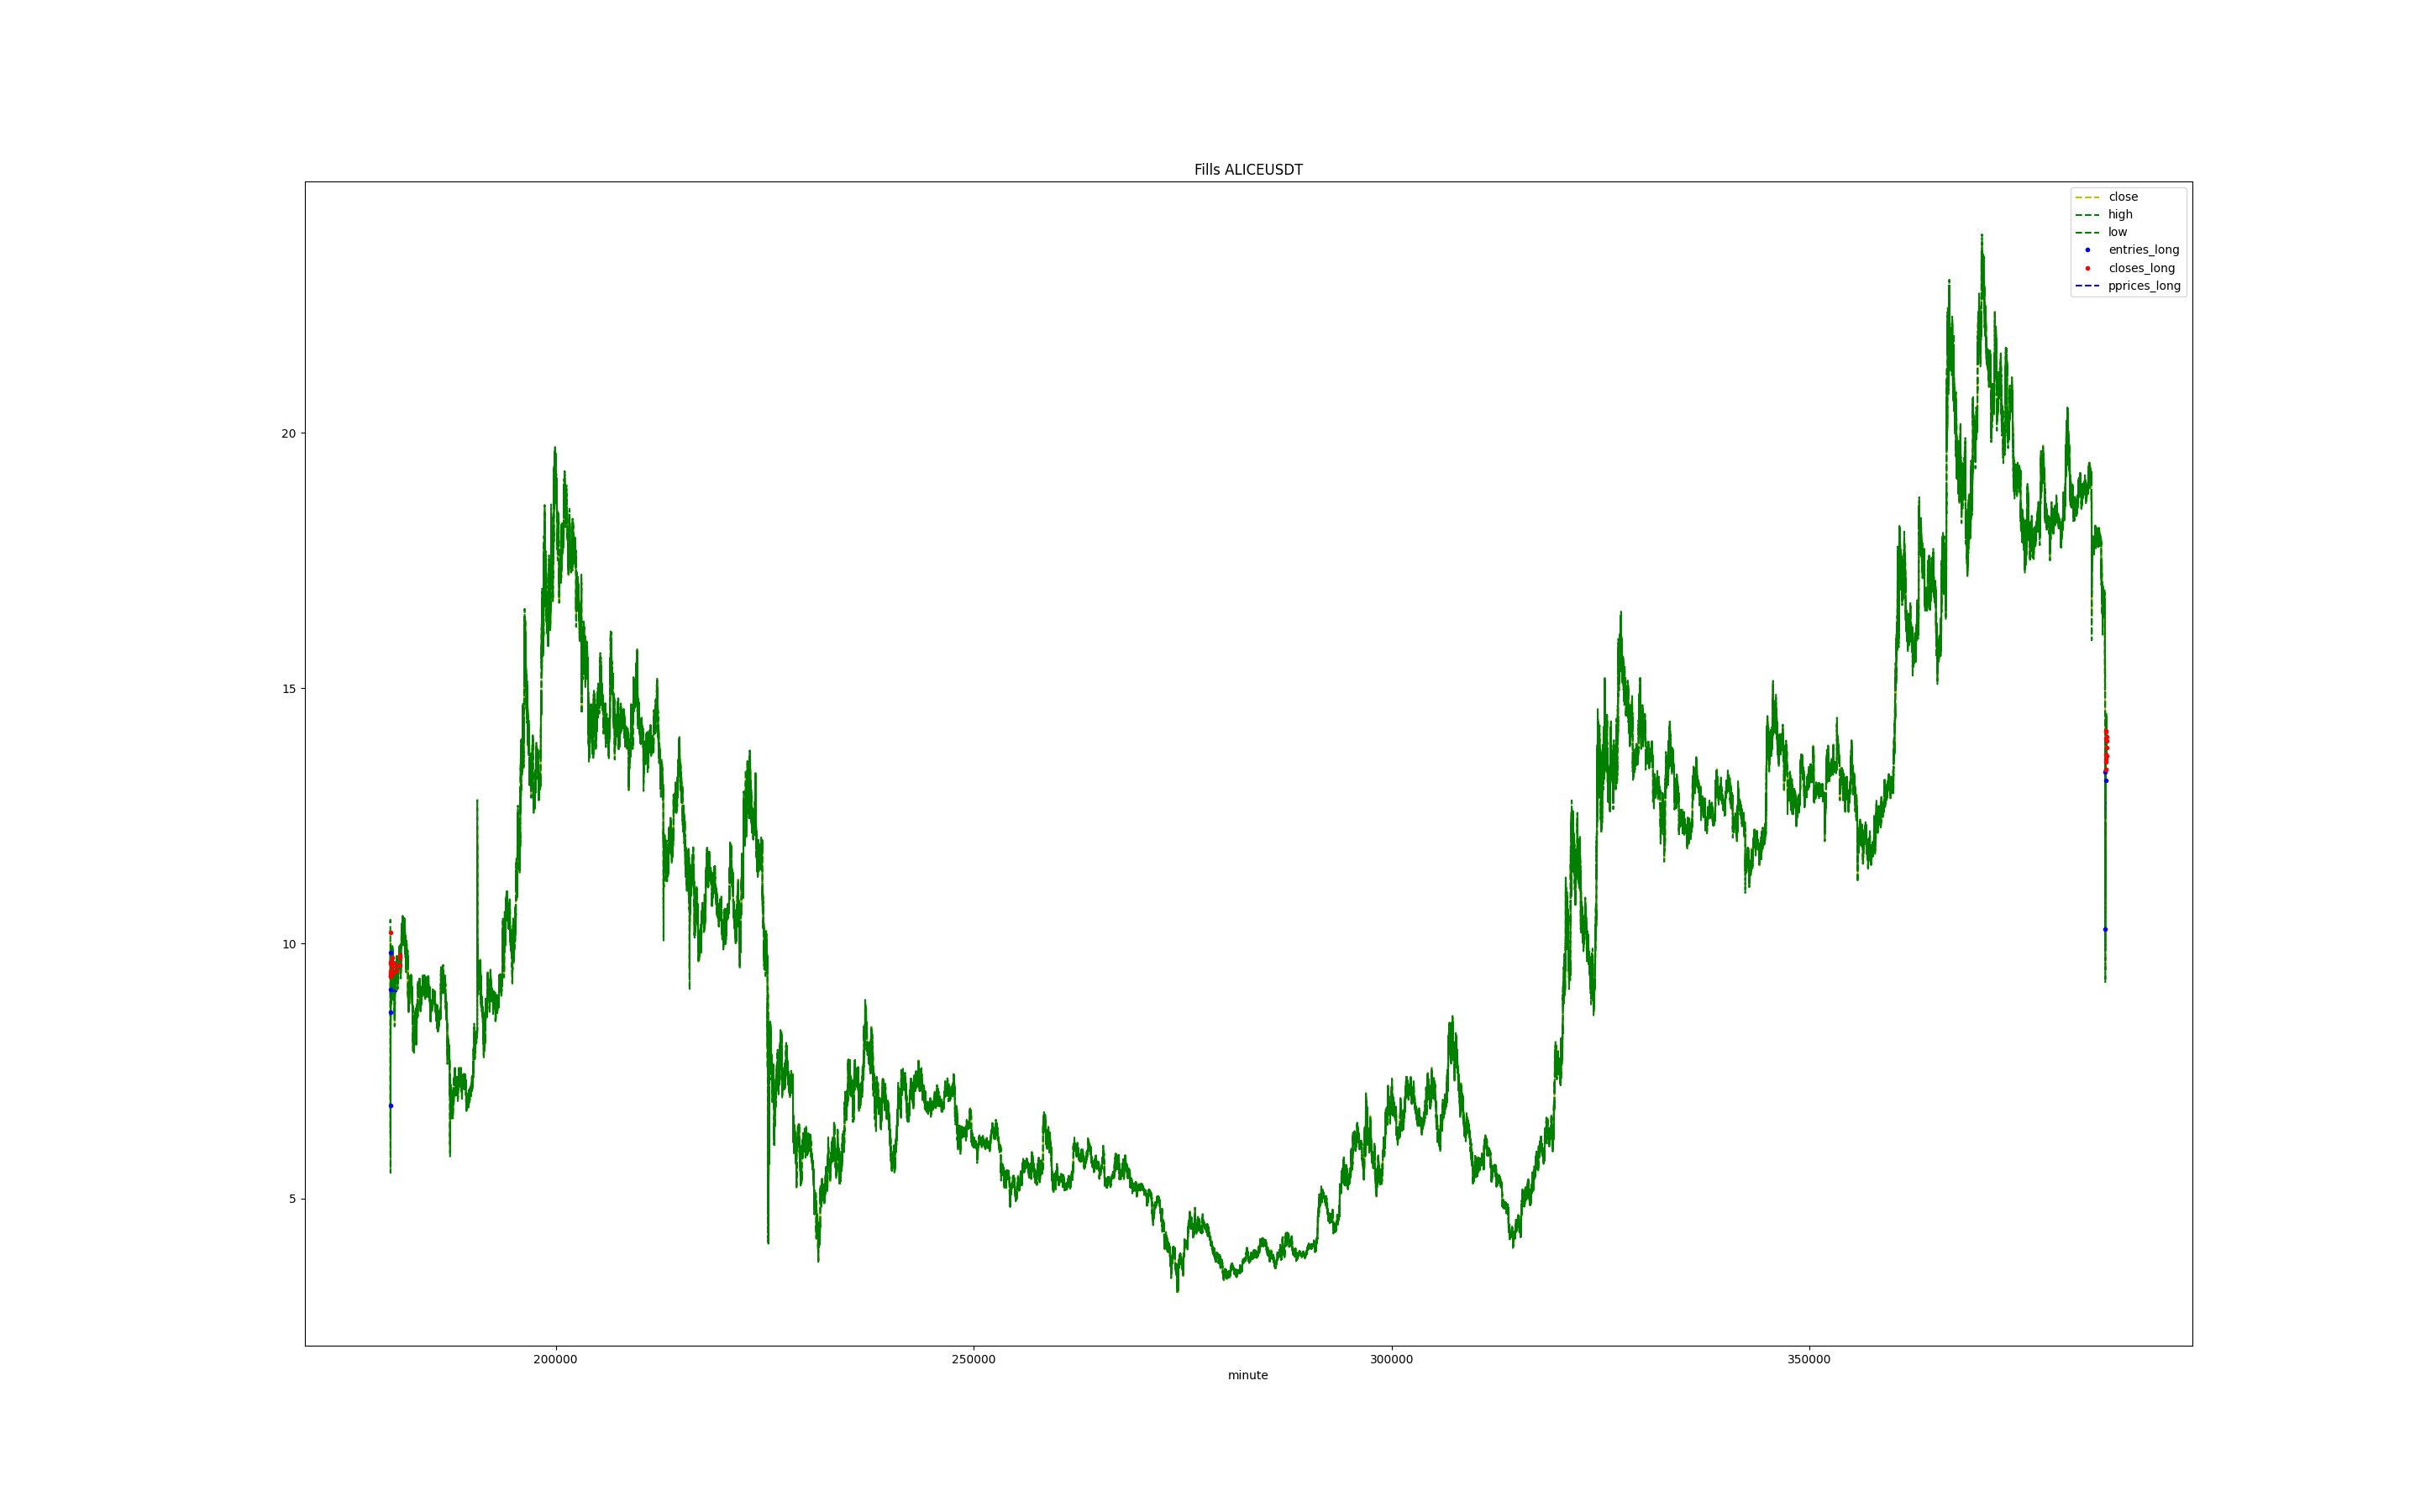 Fills ALICEUSDT
close
high
low
entries_long
closes_long
pprices_long
20
15
10
5
200000
250000
300000
350000
minute